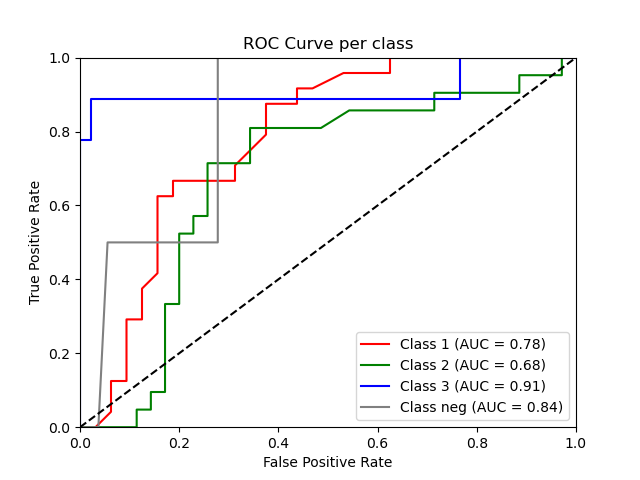 ROC Curve per class
True Positive Rate
1.0
0.8
0.6
0.4
0.2
0.0
0.0 0.2 0.4 0.6 0.8 1.0
False Positive Rate
Class 1 (AUC = 0.78)
Class 2 (AUC = 0.68)
Class 3 (AUC = 0.91)
Class neg (AUC = 0.84)